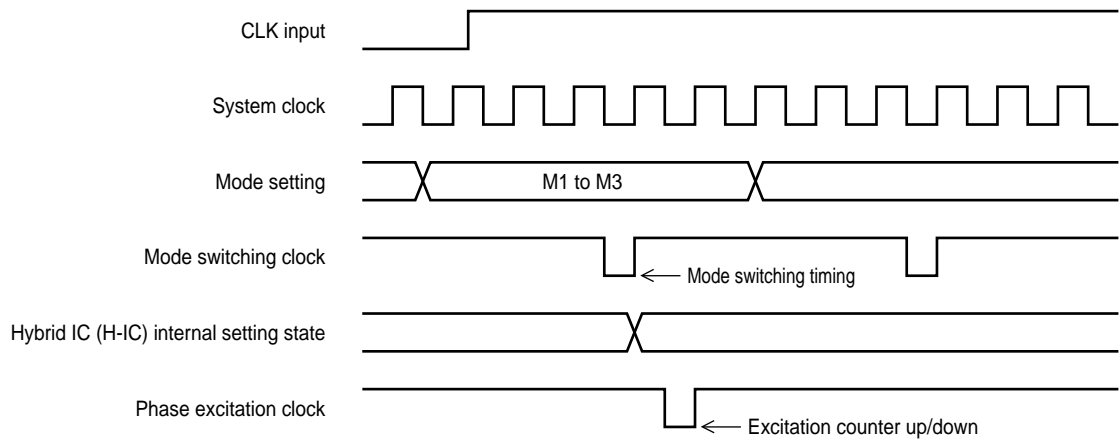 CLK input
System clock
Mode setting
M1 to M3
Mode switching clock
Mode switching timing
Hybrid IC (H-IC) internal setting state
Phase excitation clock
Excitation counter up/down